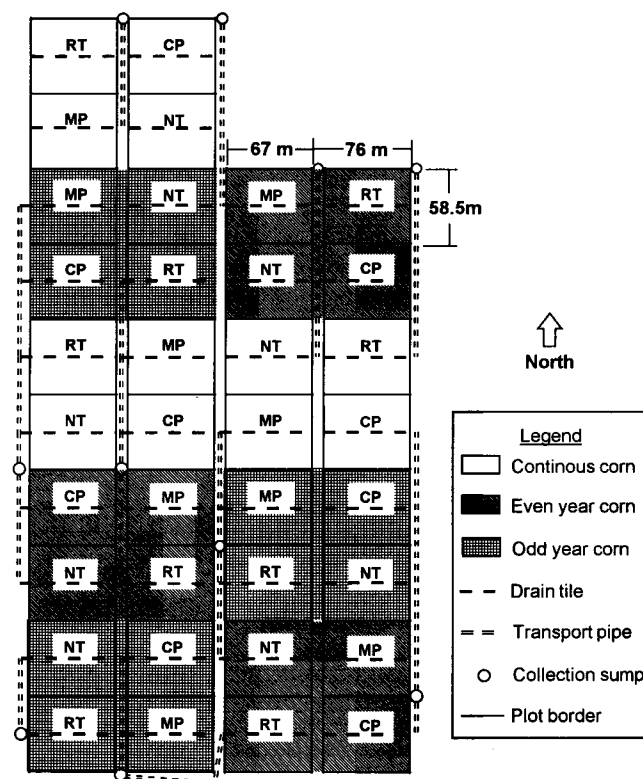 RT CP
MP NT
67 m 76 m
MP NT MP RT
58.5m
CP RT NT CP
RT MP NT RT
North
NT CP MP CP
Legend
Continous corn
CP MP MP CP
Even year corn
Odd year corn
NT RT RT NT
Drain tile
Transport pipe
NT CP NT MP
Collection sump
Plot border
RT MP RT CP